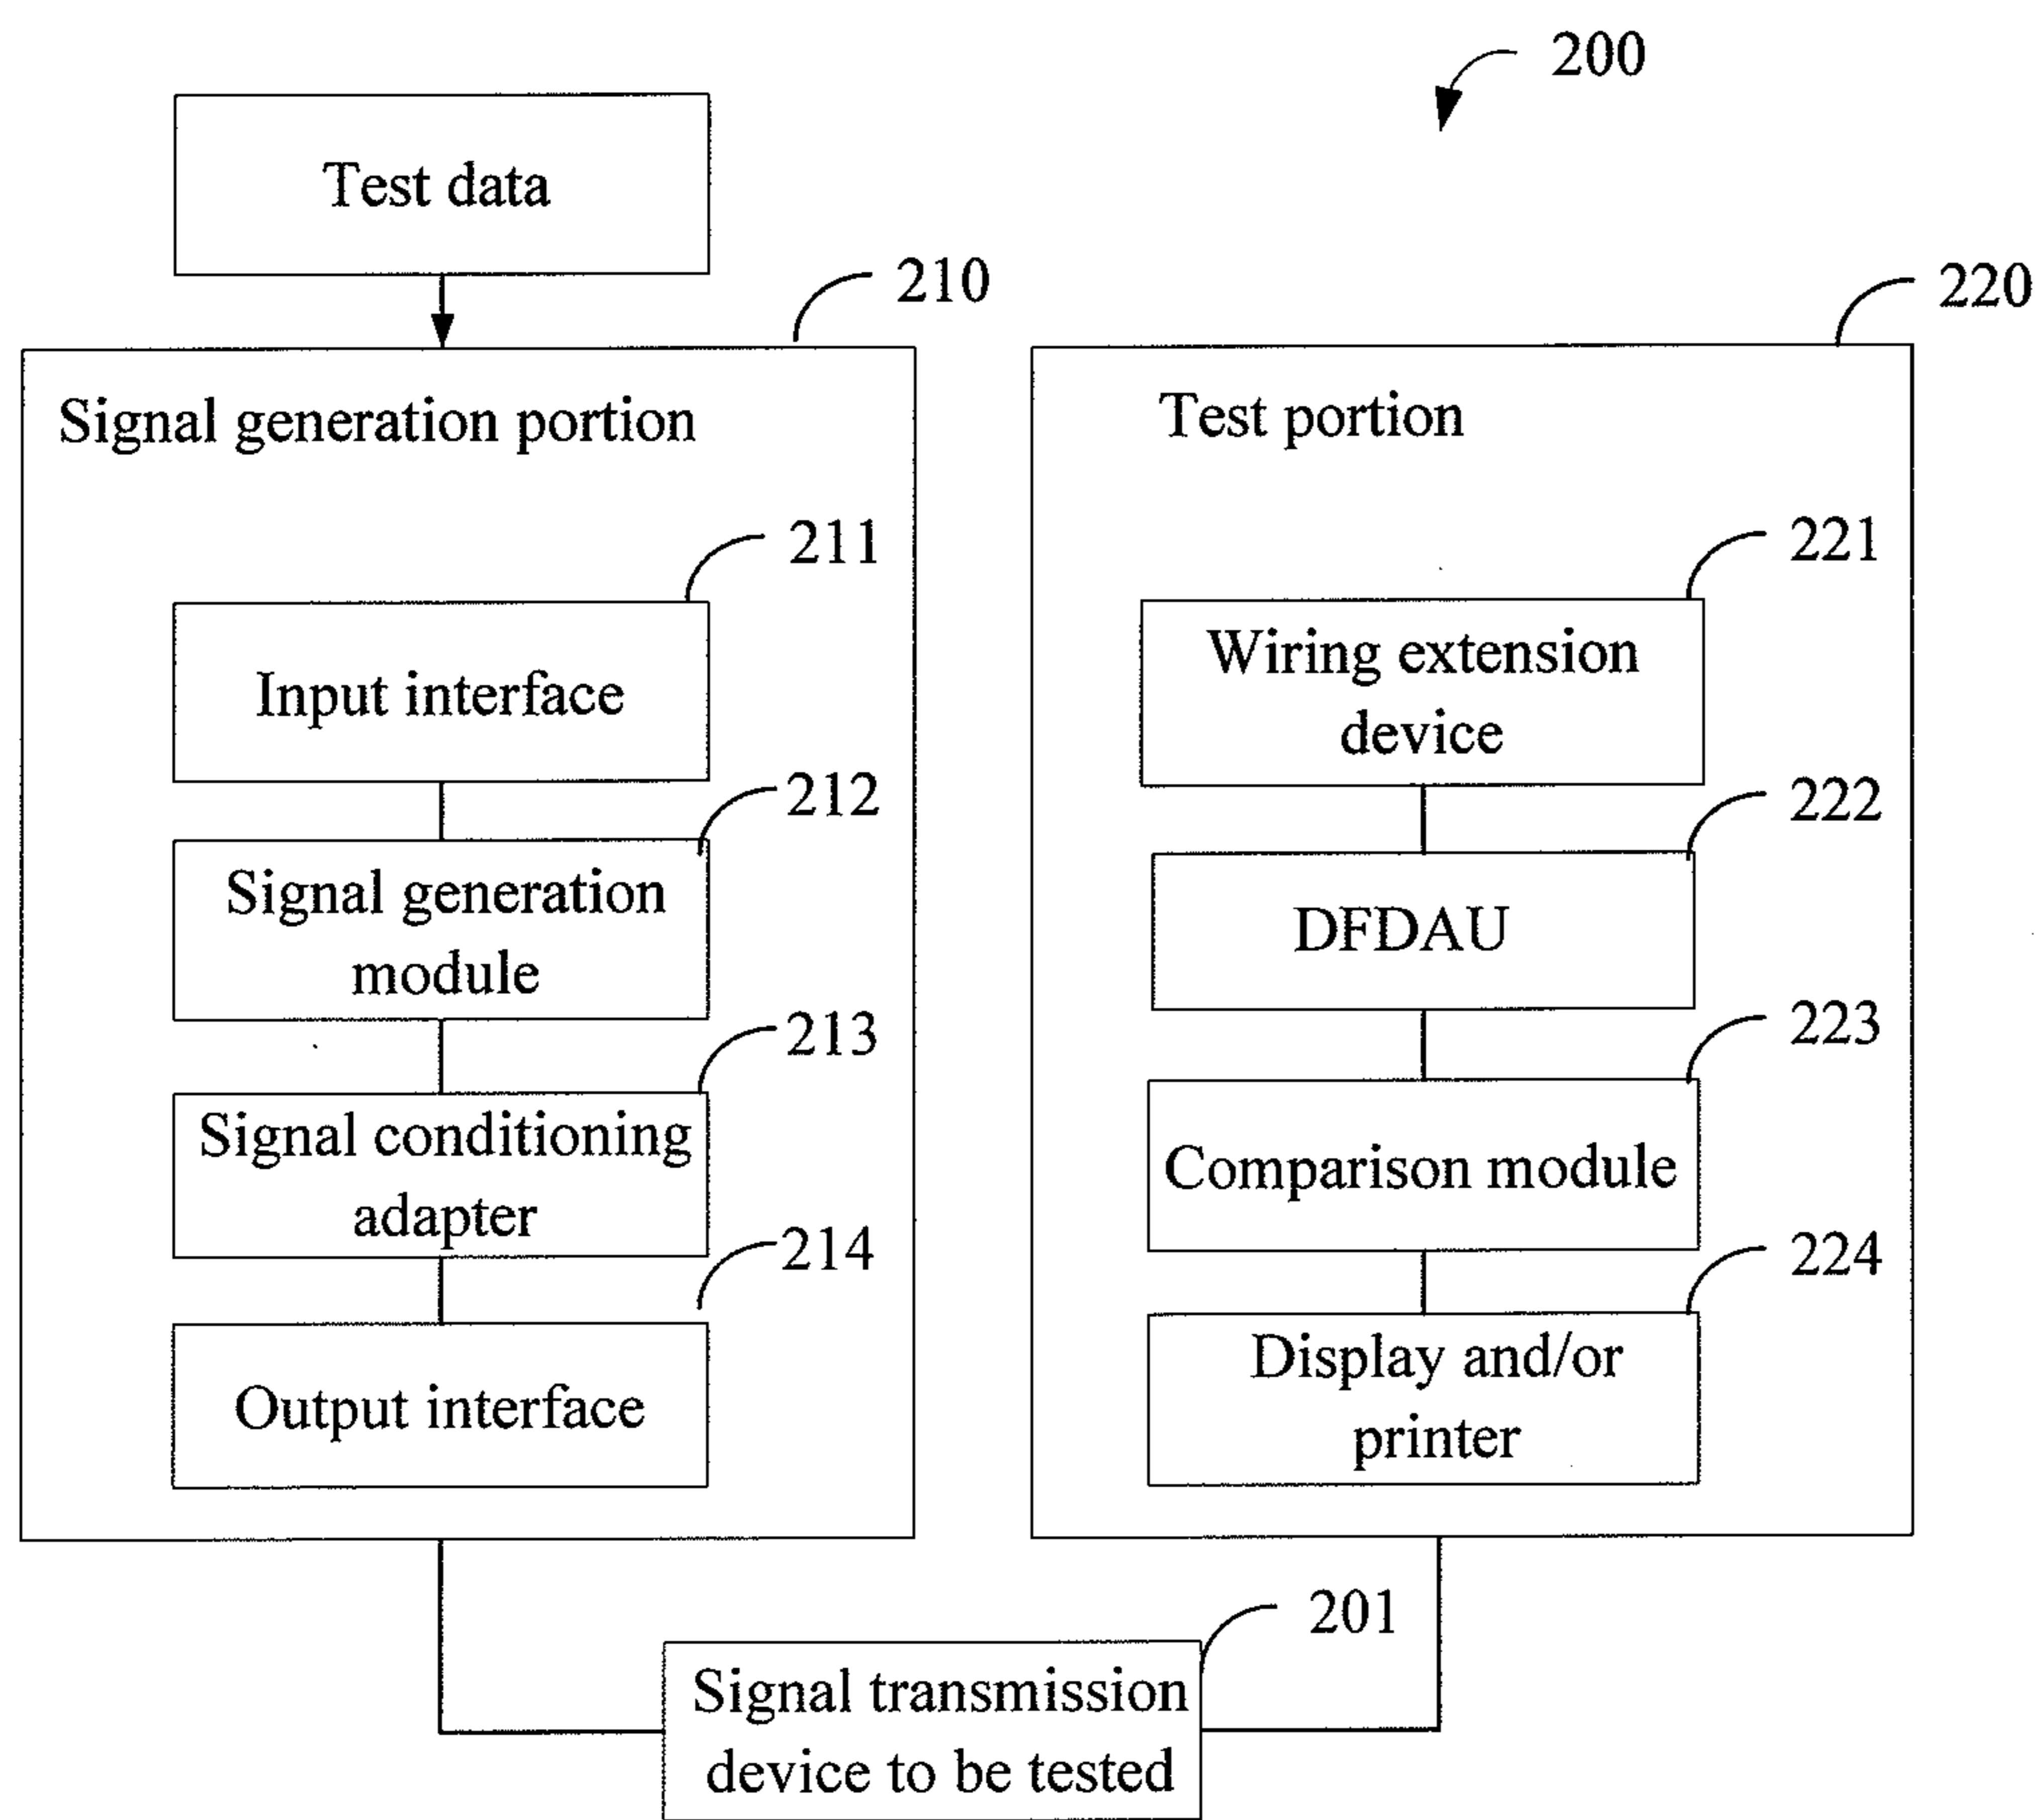 200
Test data
210
220
Signal generation portion
Test portion
211
221
Input interface
Wiring extension
device
212
222
Signal generation
module
DFDAU
213
223
Signal conditioning
adapter
Comparison module
214
224
Output interface
Display and/or
printer
201
Signal transmission
device to be tested